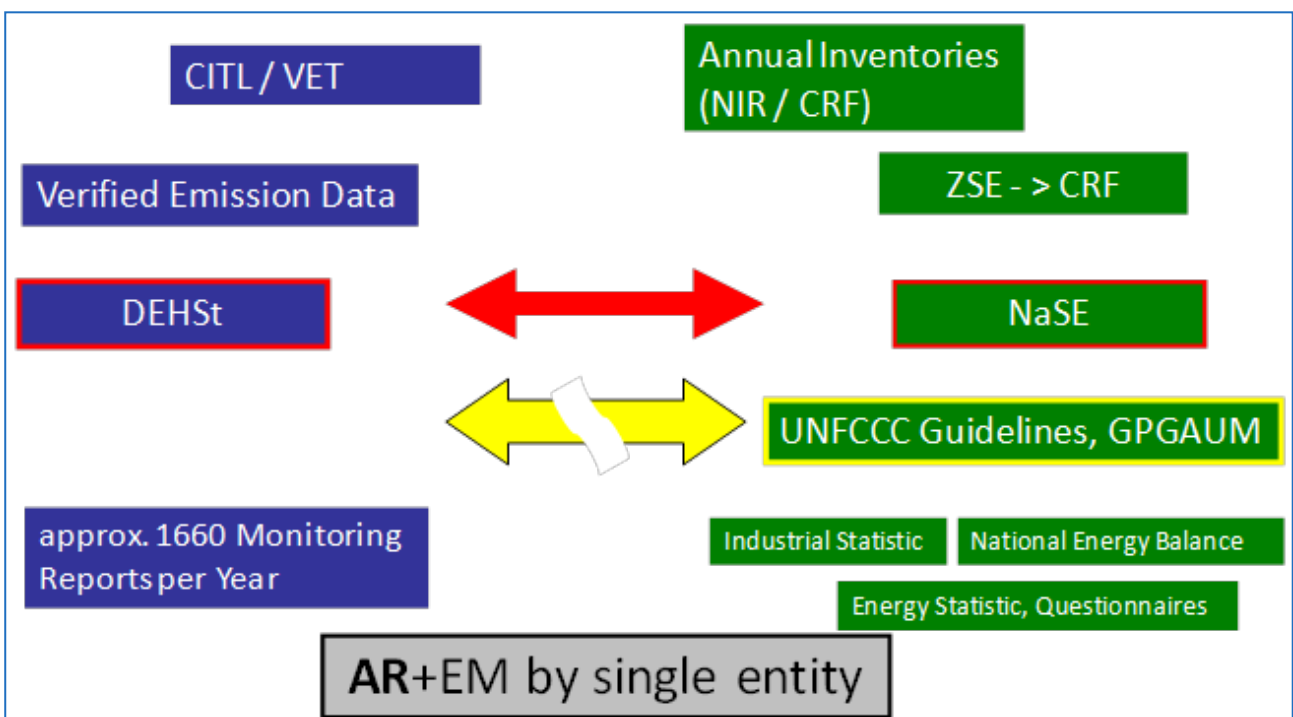 CITL / VET
Annual Inventories
(NIR / CRF)
Verified Emission Data
ZSE - > CRF
DEHSt
NaSE
UNFCCC Guidelines, GPGAUM
approx. 1660 Monitoring
Reports per Year
Industrial Statistic
National Energy Balance
Energy Statistic, Questionnaires
AR+EM by single entity